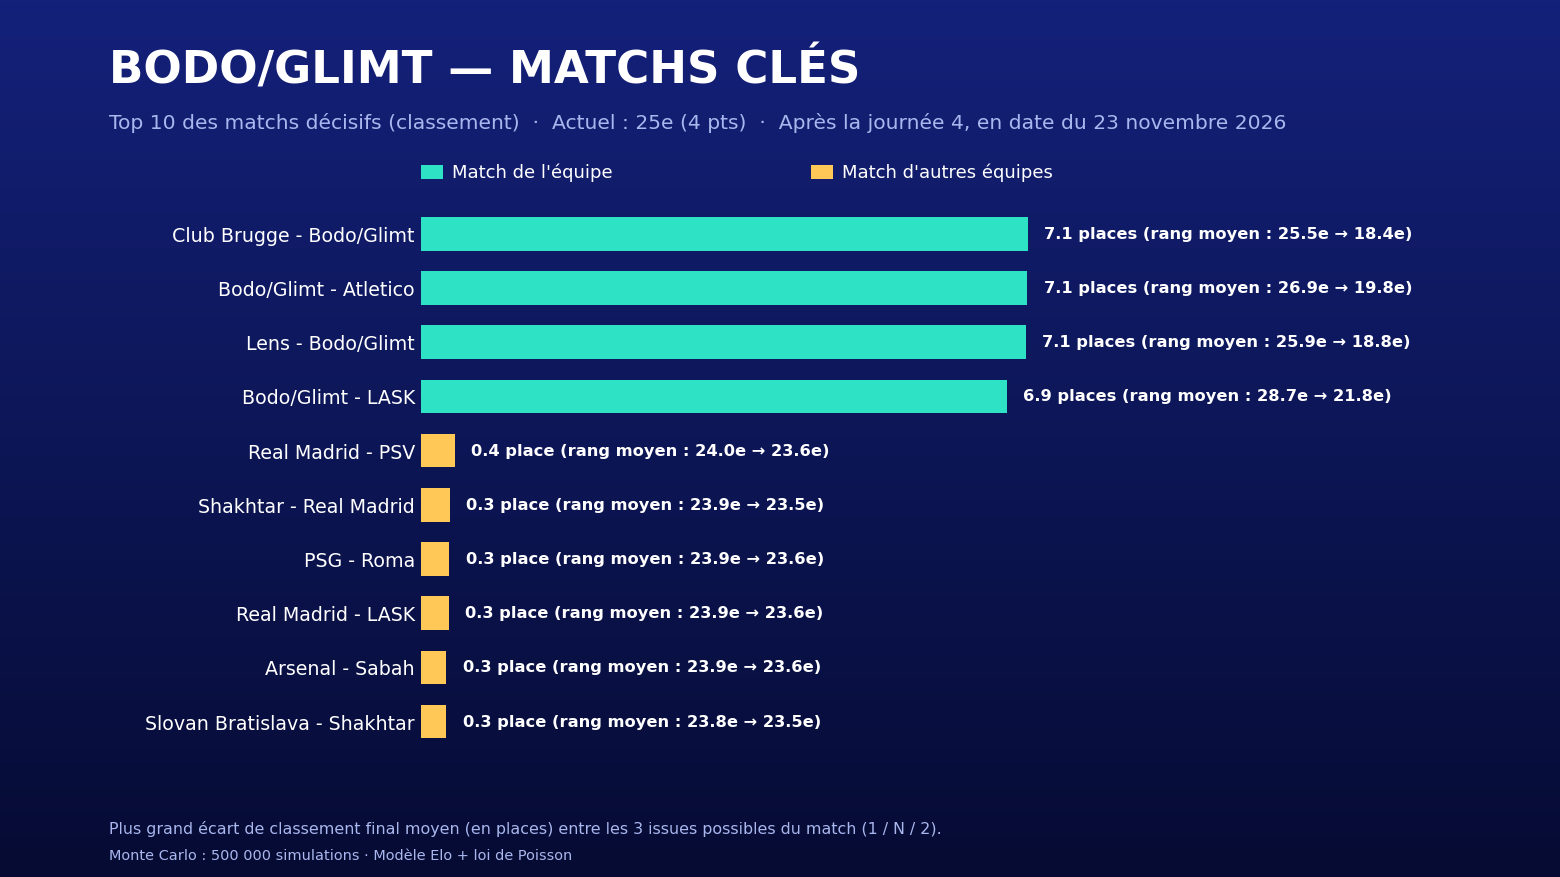 BODO/GLIMT — MATCHS CLÉS
Top 10 des matchs décisifs (classement)  ·  Actuel : 25e (4 pts)  ·  Après la journée 4, en date du 23 novembre 2026
Match de l'équipe
Match d'autres équipes
Club Brugge - Bodo/Glimt 7.1 places (rang moyen : 25.5e → 18.4e)
Bodo/Glimt - Atletico 7.1 places (rang moyen : 26.9e → 19.8e)
Lens - Bodo/Glimt 7.1 places (rang moyen : 25.9e → 18.8e)
Bodo/Glimt - LASK 6.9 places (rang moyen : 28.7e → 21.8e)
Real Madrid - PSV 0.4 place (rang moyen : 24.0e → 23.6e)
Shakhtar - Real Madrid 0.3 place (rang moyen : 23.9e → 23.5e)
PSG - Roma 0.3 place (rang moyen : 23.9e → 23.6e)
Real Madrid - LASK 0.3 place (rang moyen : 23.9e → 23.6e)
Arsenal - Sabah 0.3 place (rang moyen : 23.9e → 23.6e)
Slovan Bratislava - Shakhtar 0.3 place (rang moyen : 23.8e → 23.5e)
Plus grand écart de classement final moyen (en places) entre les 3 issues possibles du match (1 / N / 2).
Monte Carlo : 500 000 simulations · Modèle Elo + loi de Poisson